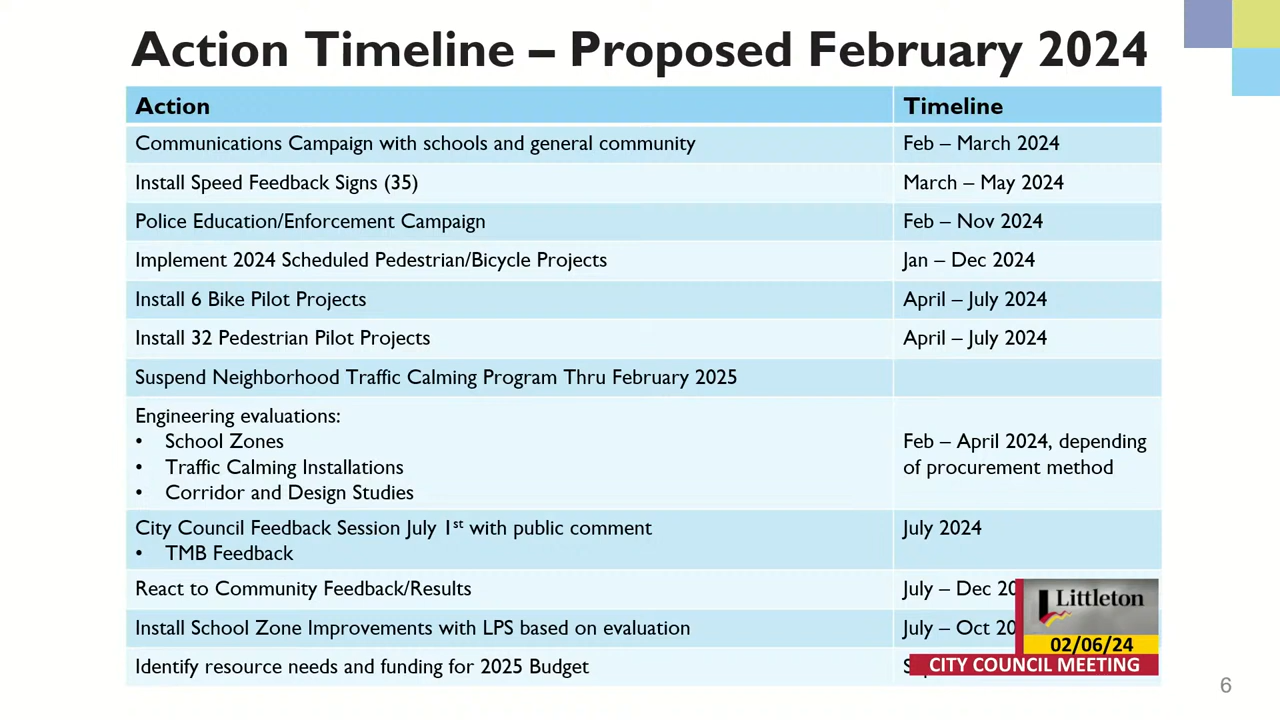 Action Timeline – Proposed February 2024
Action Timeline
Communications Campaign with schools and general community Feb – March 2024
Install Speed Feedback Signs (35) March – May 2024
Police Education/Enforcement Campaign Feb – Nov 2024
Implement 2024 Scheduled Pedestrian/Bicycle Projects Jan – Dec 2024
Install 6 Bike Pilot Projects April – July 2024
Install 32 Pedestrian Pilot Projects April – July 2024
Suspend Neighborhood Traffic Calming Program Thru February 2025
Engineering evaluations:
• School Zones
• Traffic Calming Installations
• Corridor and Design Studies
Feb – April 2024, depending
of procurement method
City Council Feedback Session July 1st with public comment July 2024
• TMB Feedback
React to Community Feedback/Results July – Dec 20
Install School Zone Improvements with LPS based on evaluation July – Oct 20
Identify resource needs and funding for 2025 Budget
Littleton
02/06/24
CITY COUNCIL MEETING
6